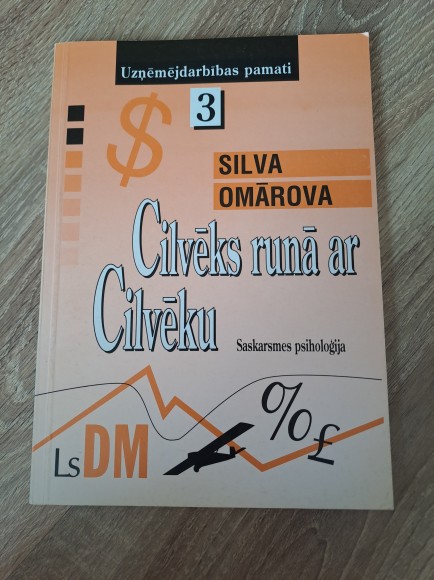 Uzņēmējdarbības pamati
$
3
SILVA
OMĀROVA
Cilvēks runā ar
Cilvēku
Saskarsmes psiholoģija
%
£
Ls DM